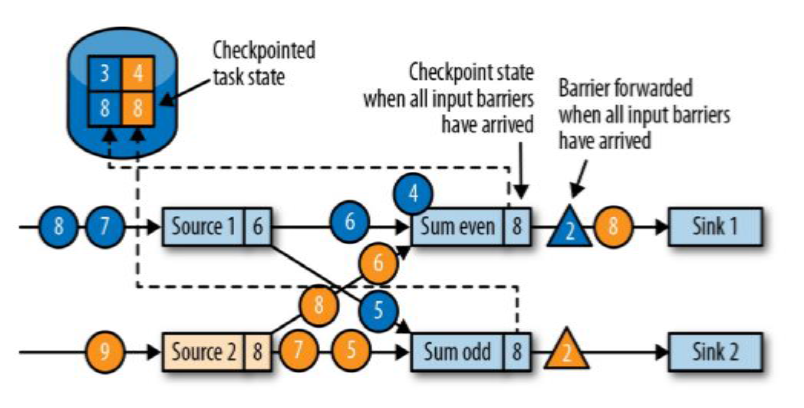 Checkpointed
task state
3 4
8 8
Checkpoint state
when all input barriers
have arrived
Barrier forwarded
when all input barriers
have arrived
4
8 7 Source 1 6 6 Sum even 8 2 8 Sink 1
6
8 5
9 Source 2 8 7 5 Sum odd 8 2 Sink 2